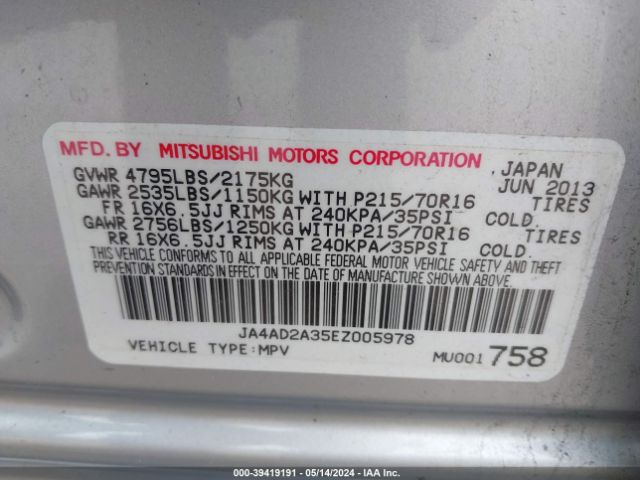 MFD. BY MITSUBISHI MOTORS CORPORATION, JAPAN
GVWR 4795LBS/2175KG JUN 2013
GAWR 2535LBS/1150KG WITH P215/70R16 TIRES
FR 16X6.5JJ RIMS AT 240KPA/35PSI COLD.
GAWR 2756LBS/1250KG WITH P215/70R16 TIRES
RR 16X6.5JJ RIMS AT 240KPA/35PSI COLD.
THIS VEHICLE CONFORMS TO ALL APPLICABLE FEDERAL MOTOR VEHICLE SAFETY AND THEFT
PREVENTION STANDARDS IN EFFECT ON THE DATE OF MANUFACTURE SHOWN ABOVE.
JA4AD2A35EZ005978
VEHICLE TYPE:MPV MU001 758
000-39419191 - 05/14/2024 - IAA Inc.